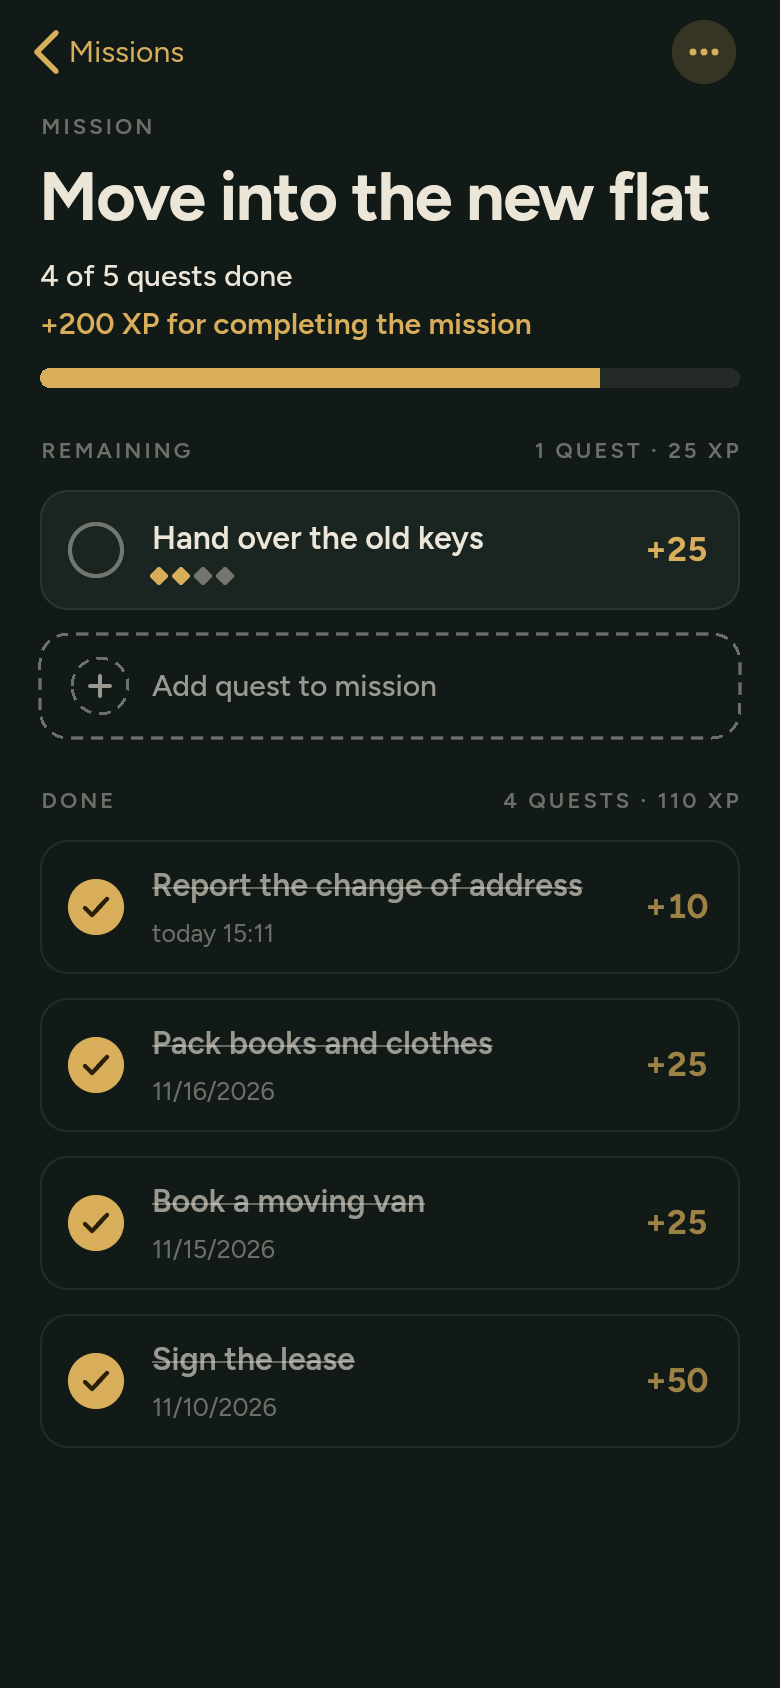 Missions
MISSION
Move into the new flat
4 of 5 quests done
+200 XP for completing the mission
REMAINING
1 QUEST · 25 XP
Hand over the old keys
+25
Add quest to mission
DONE
4 QUESTS · 110 XP
Report the change of address
+10
today 15:11
Pack books and clothes
+25
11/16/2026
Book a moving van
+25
11/15/2026
Sign the lease
+50
11/10/2026